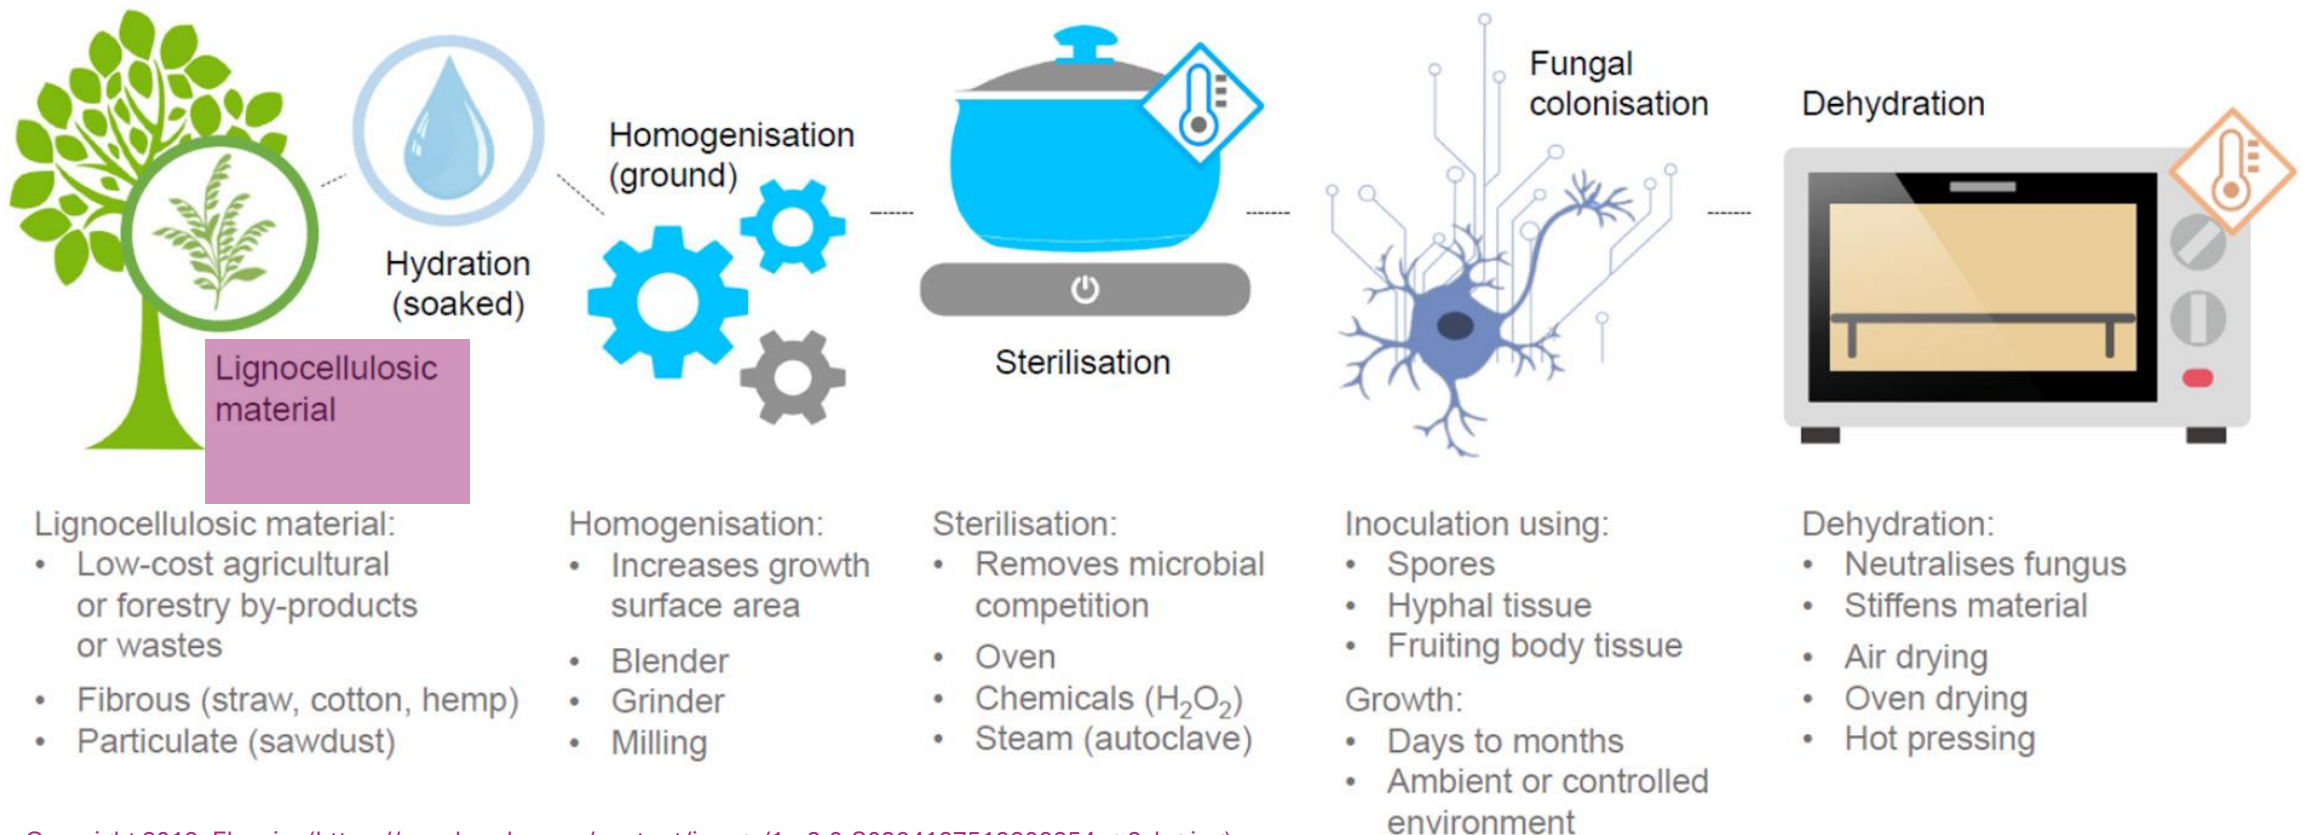 Lignocellulosic
material
Hydration
(soaked)
Homogenisation
(ground)
Sterilisation
Fungal
colonisation
Dehydration
Lignocellulosic material:
• Low-cost agricultural
or forestry by-products
or wastes
• Fibrous (straw, cotton, hemp)
• Particulate (sawdust)
Homogenisation:
• Increases growth
surface area
• Blender
• Grinder
• Milling
Sterilisation:
• Removes microbial
competition
• Oven
• Chemicals (H₂O₂)
• Steam (autoclave)
Inoculation using:
• Spores
• Hyphal tissue
• Fruiting body tissue
Growth:
• Days to months
• Ambient or controlled
environment
Dehydration:
• Neutralises fungus
• Stiffens material
• Air drying
• Oven drying
• Hot pressing